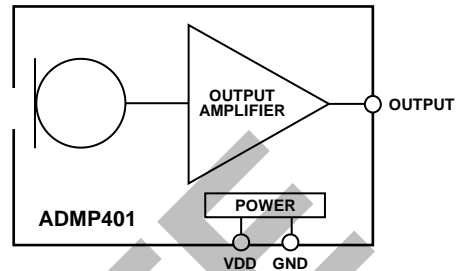 OUTPUT
AMPLIFIER
OUTPUT
POWER
ADMP401
VDD GND